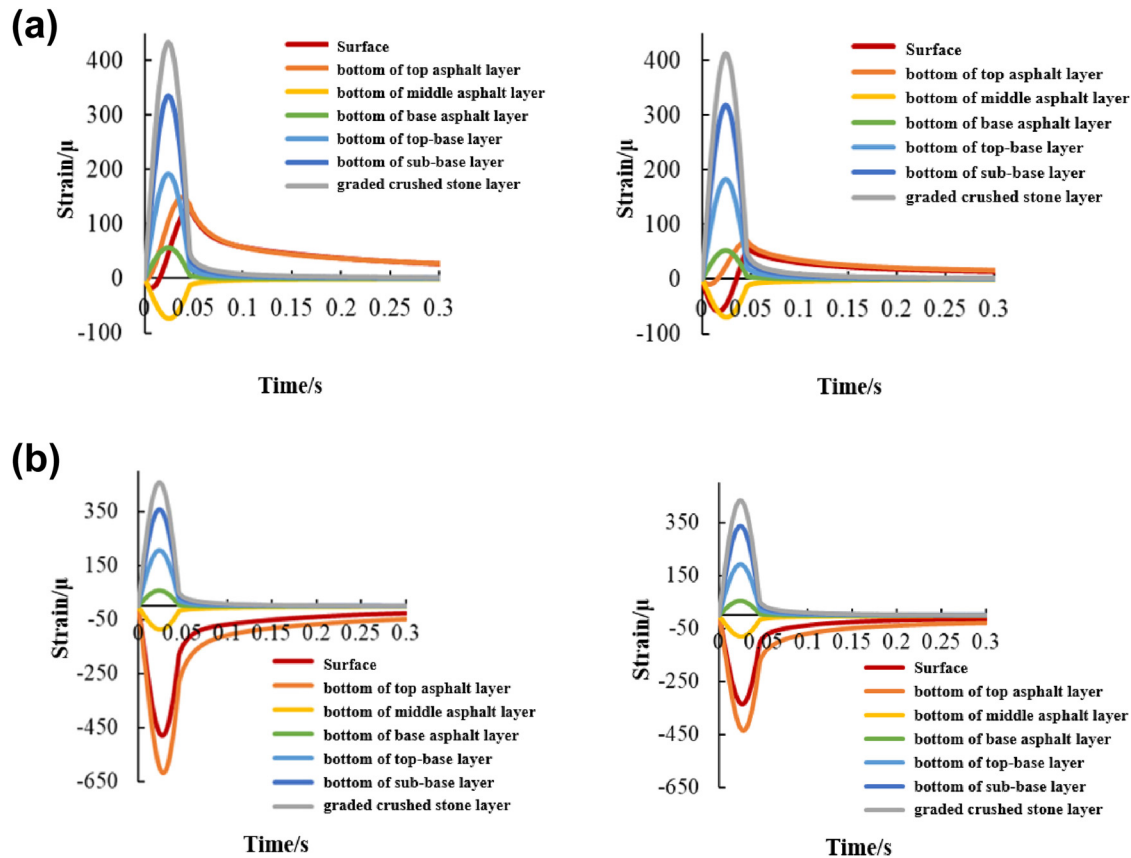 (a)
400
300
200
100
0
-100
Strain/μ
0 0.05 0.1 0.15 0.2 0.25 0.3
Time/s
Surface
bottom of top asphalt layer
bottom of middle asphalt layer
bottom of base asphalt layer
bottom of top-base layer
bottom of sub-base layer
graded crushed stone layer
400
300
200
100
0
-100
Strain/μ
0 0.05 0.1 0.15 0.2 0.25 0.3
Time/s
Surface
bottom of top asphalt layer
bottom of middle asphalt layer
bottom of base asphalt layer
bottom of top-base layer
bottom of sub-base layer
graded crushed stone layer
(b)
350
150
-50
-250
-450
-650
Strain/μ
0 0.05 0.1 0.15 0.2 0.25 0.3
Surface
bottom of top asphalt layer
bottom of middle asphalt layer
bottom of base asphalt layer
bottom of top-base layer
bottom of sub-base layer
graded crushed stone layer
Time/s
350
150
-50
-250
-450
-650
Strain/μ
0 0.05 0.1 0.15 0.2 0.25 0.3
Surface
bottom of top asphalt layer
bottom of middle asphalt layer
bottom of base asphalt layer
bottom of top-base layer
bottom of sub-base layer
graded crushed stone layer
Time/s